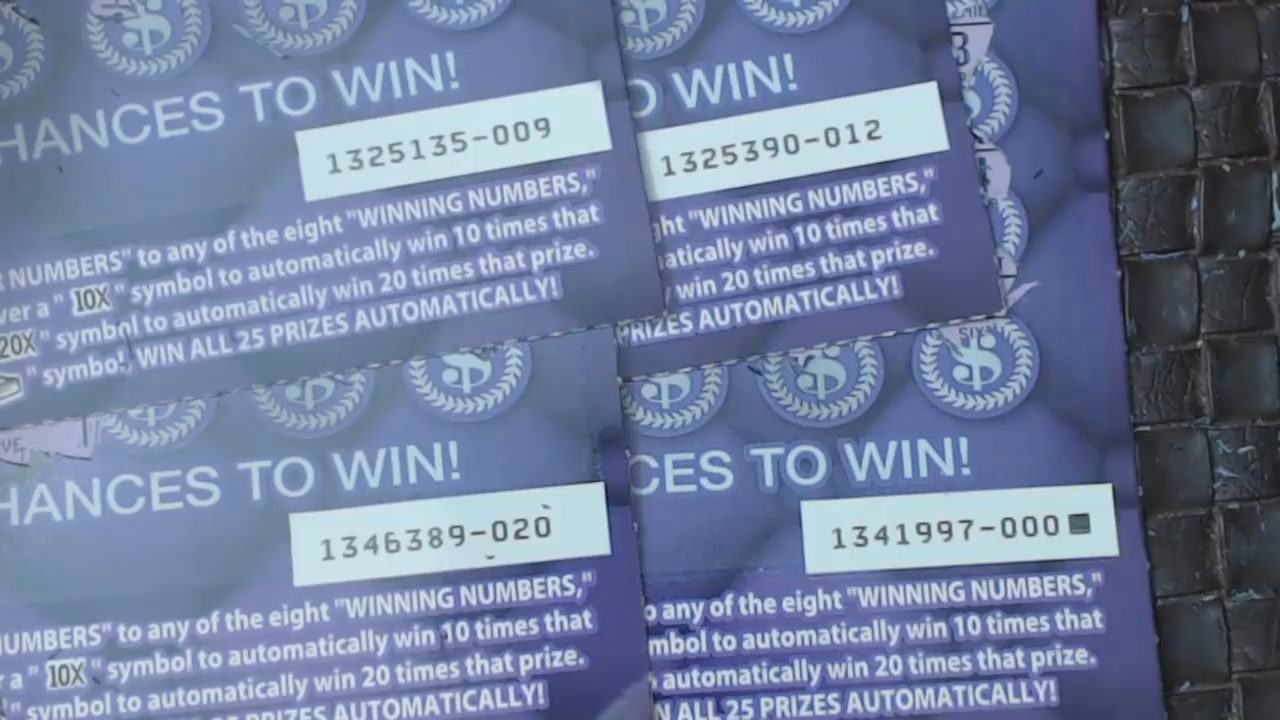 HANCES TO WIN!
1325135-009
NUMBERS" to any of the eight "WINNING NUMBERS,"
ver a " 10X " symbol to automatically win 10 times that
20X " symbol to automatically win 20 times that prize.
" symbol, WIN ALL 25 PRIZES AUTOMATICALLY!
O WIN!
1325390-012
ght "WINNING NUMBERS,"
atically win 10 times that
win 20 times that prize.
PRIZES AUTOMATICALLY!
HANCES TO WIN!
1346389-020
NUMBERS" to any of the eight "WINNING NUMBERS,"
a " 10X " symbol to automatically win 10 times that
" symbol to automatically win 20 times that prize.
PRIZES AUTOMATICALLY!
SIXN
CES TO WIN!
1341997-000
o any of the eight "WINNING NUMBERS,"
mbol to automatically win 10 times that
automatically win 20 times that prize.
N ALL 25 PRIZES AUTOMATICALLY!